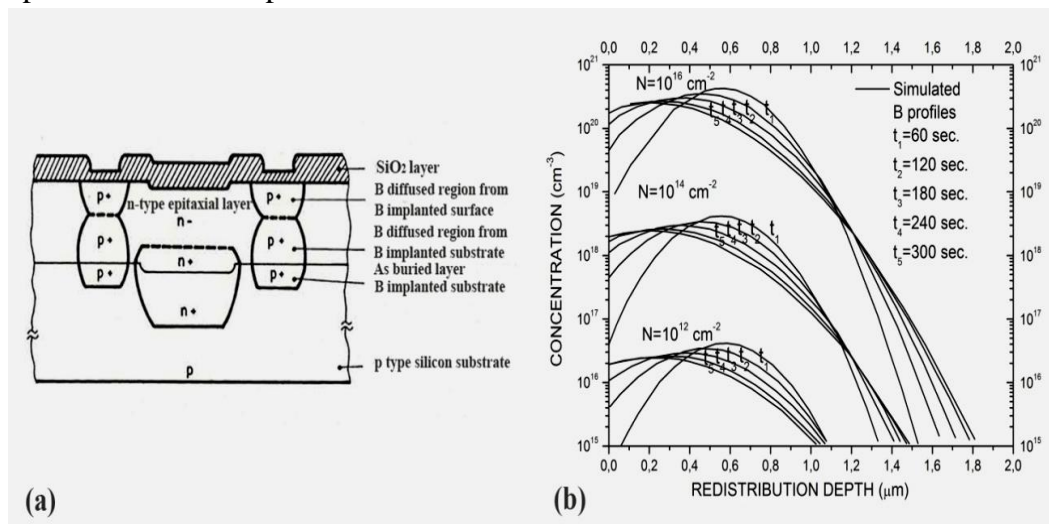 SiO2 layer
B diffused region from
B implanted surface
B diffused region from
B implanted substrate
As buried layer
B implanted substrate
p type silicon substrate
p+
p+
n-type epitaxial layer
n-
p+
p+
n+
p+
p+
n+
p
(a)
0,0 0,2 0,4 0,6 0,8 1,0 1,2 1,4 1,6 1,8 2,0
10^21
10^20
10^19
10^18
10^17
10^16
10^15
CONCENTRATION (cm^-3)
N=10^16 cm^-2
t5 t4 t3 t2 t1
N=10^14 cm^-2
t5 t4 t3 t2 t1
N=10^12 cm^-2
t5 t4 t3 t2 t1
Simulated
B profiles
t1=60 sec.
t2=120 sec.
t3=180 sec.
t4=240 sec.
t5=300 sec.
10^21
10^20
10^19
10^18
10^17
10^16
10^15
0,0 0,2 0,4 0,6 0,8 1,0 1,2 1,4 1,6 1,8 2,0
REDISTRIBUTION DEPTH (μm)
(b)